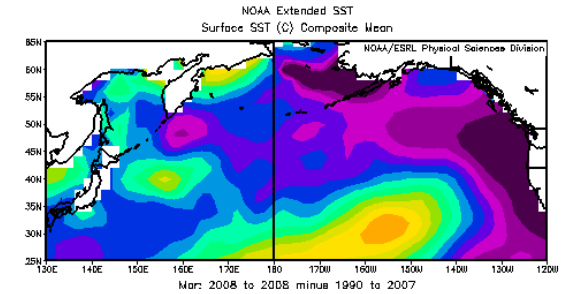 NOAA Extended SST
Surface SST (C) Composite Mean
NOAA/ESRL Physical Sciences Division
65N
60N
55N
50N
45N
40N
35N
30N
25N
130E 140E 150E 160E 170E 180 170W 160W 150W 140W 130W 120W
Mar: 2008 to 2008 minus 1990 to 2007